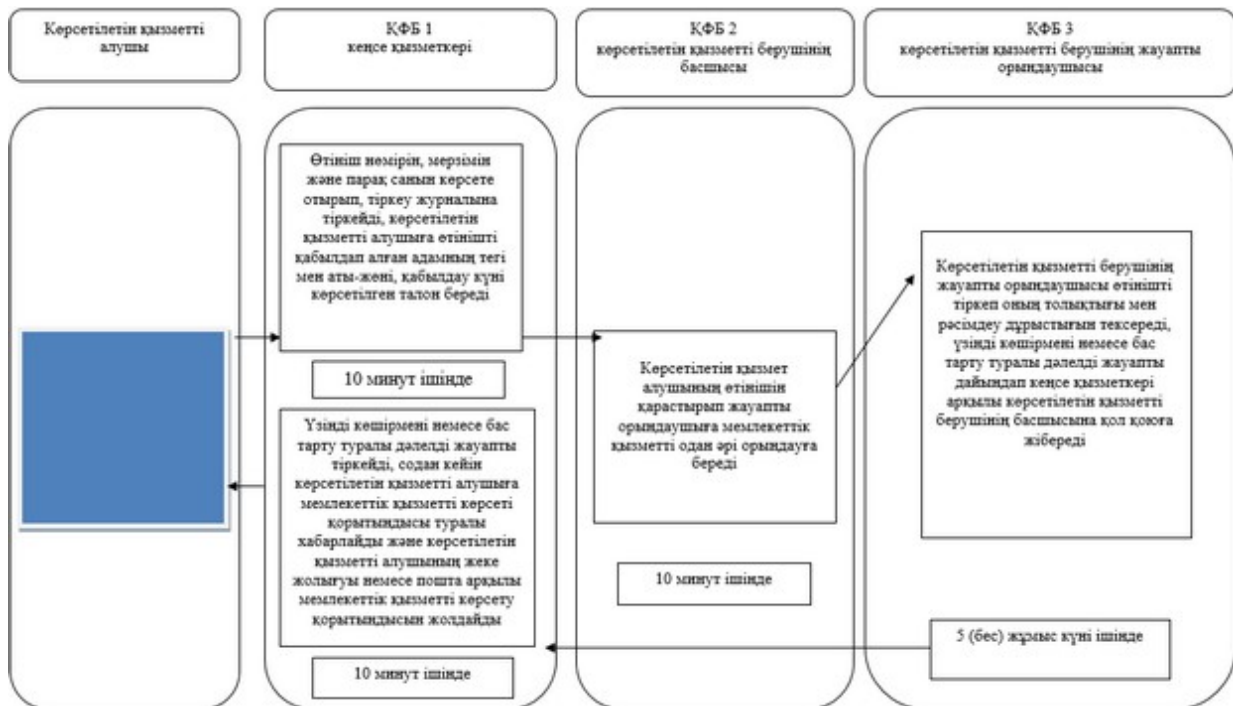 Көрсетілетін қызметті
алушы
ҚФБ 1
кеңсе қызметкері
ҚФБ 2
көрсетілетін қызметті берушінің
басшысы
ҚФБ 3
көрсетілетін қызметті берушінің жауапты
орындаушысы
Өтініш нөмірін, мерзімін
және парақ санын көрсете
отырып, тіркеу журналына
тіркейді, көрсетілетін
қызметті алушыға өтінішті
қабылдап алған адамның тегі
мен аты-жөні, қабылдау күні
көрсетілген талон береді
10 минут ішінде
Үзінді көшірмені немесе бас
тарту туралы дәлелді жауапты
тіркейді, содан кейін
көрсетілетін қызметті алушыға
мемлекеттік қызметті көрсеті
қорытындысы туралы
хабарлайды және көрсетілетін
қызметті алушының жеке
жолығуы немесе пошта арқылы
мемлекеттік қызметті көрсету
қорытындысын жолдайды
10 минут ішінде
Көрсетілетін қызмет
алушының өтінішін
қарастырып жауапты
орындаушыға мемлекеттік
қызметті одан әрі орындауға
береді
10 минут ішінде
Көрсетілетін қызметті берушінің
жауапты орындаушысы өтінішті
тіркеп оның толықтығы мен
рәсімдеу дұрыстығын тексереді,
үзінді көшірмені немесе бас
тарту туралы дәлелді жауапты
дайындап кеңсе қызметкері
арқылы көрсетілетін қызметті
берушінің басшысына қол қоюға
жібереді
5 (бес) жұмыс күні ішінде